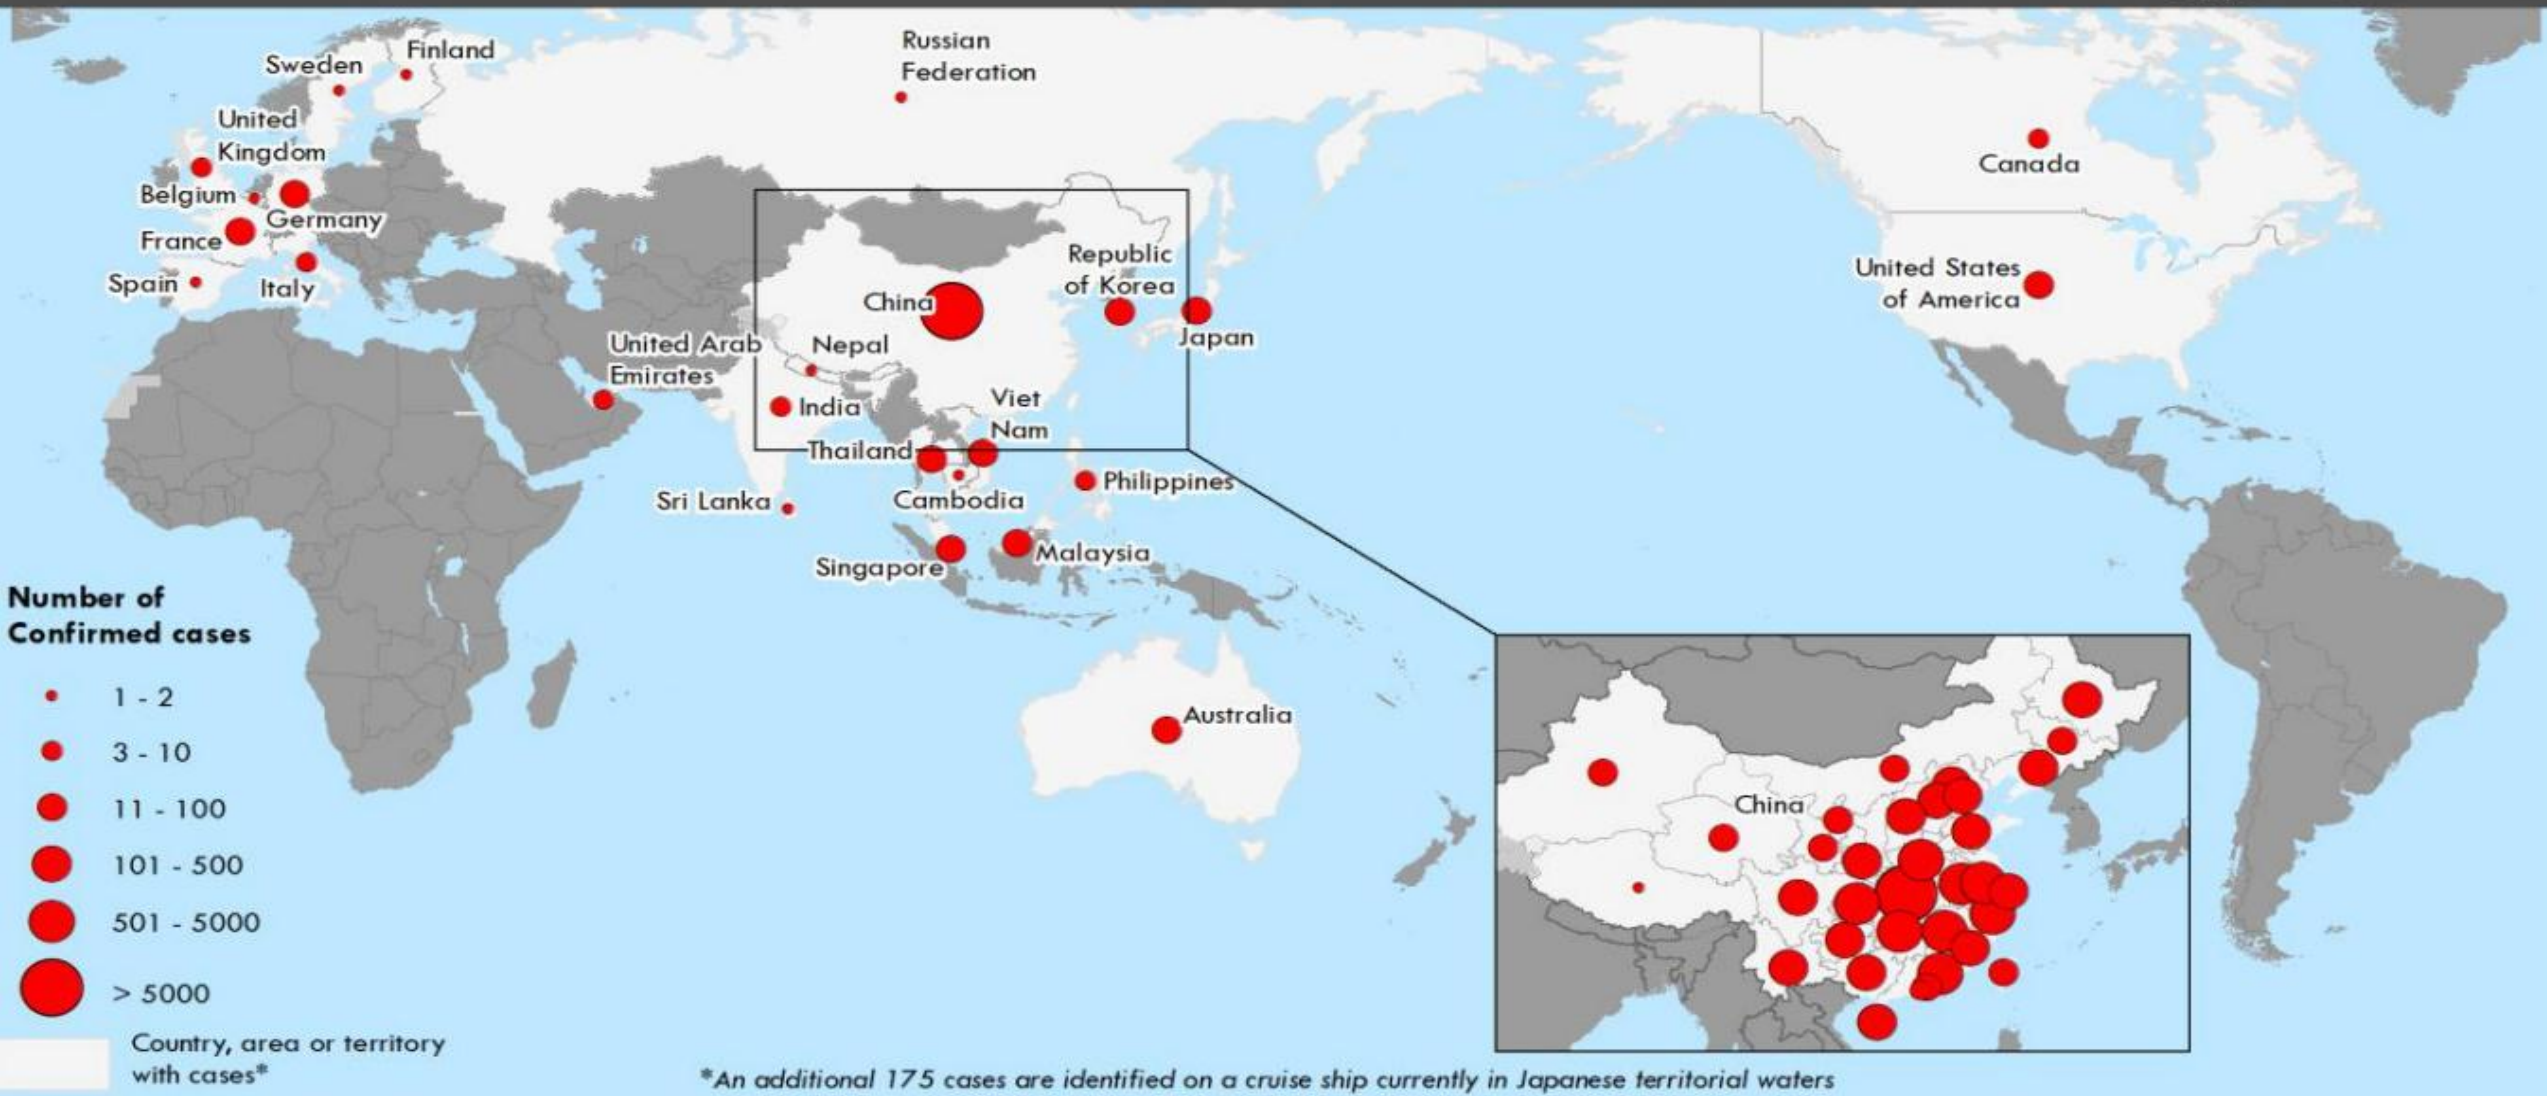 Sweden
Finland
Russian
Federation
United
Kingdom
Belgium
Germany
France
Spain
Italy
Canada
United States
of America
Republic
of Korea
China
Japan
United Arab
Emirates
Nepal
India
Viet
Nam
Thailand
Sri Lanka
Cambodia
Philippines
Singapore
Malaysia
Australia
Number of
Confirmed cases
1 - 2
3 - 10
11 - 100
101 - 500
501 - 5000
> 5000
Country, area or territory
with cases*
China
*An additional 175 cases are identified on a cruise ship currently in Japanese territorial waters